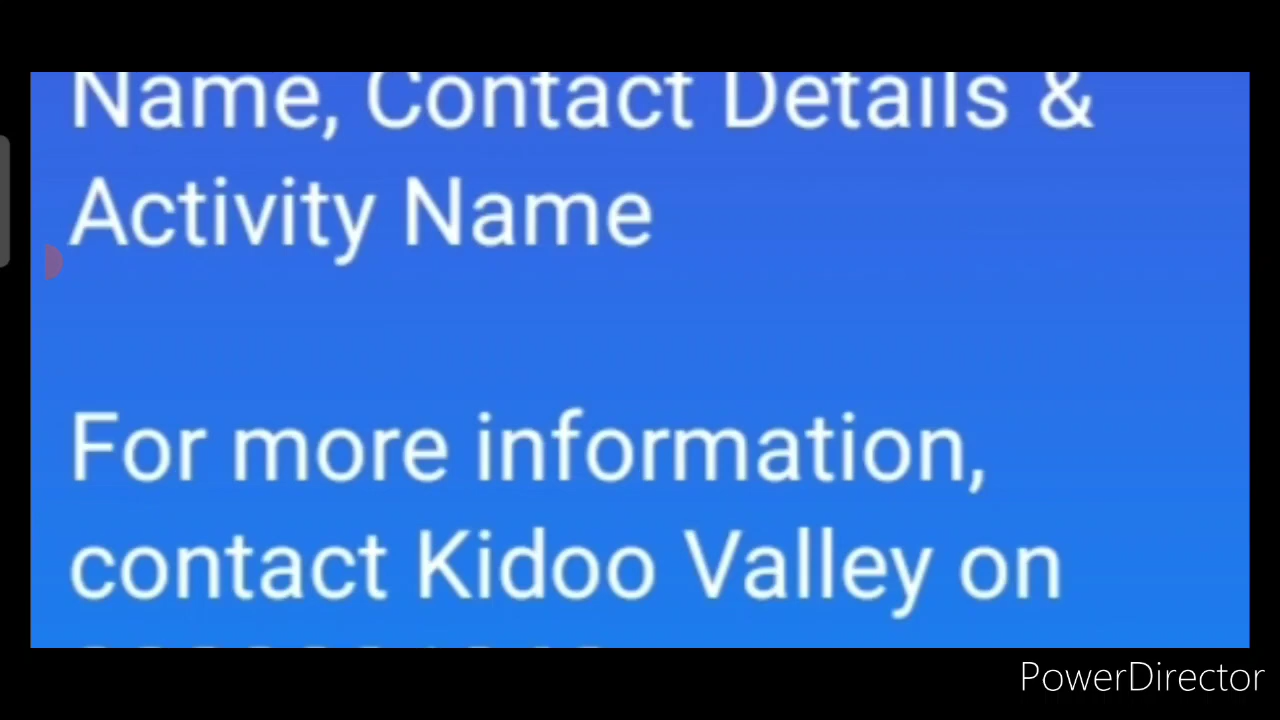 Name, Contact Details &
Activity Name
For more information,
contact Kidoo Valley on
PowerDirector